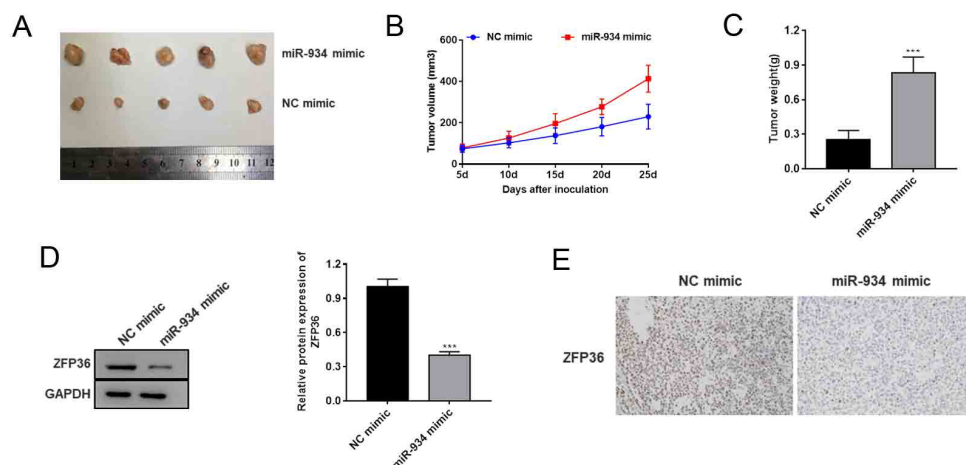 A
miR-934 mimic
NC mimic
1 2 3 4 5 6 7 8 9 10 11 12
B
NC mimic miR-934 mimic
Tumor volume (mm3)
600
400
200
0
5d 10d 15d 20d 25d
Days after inoculation
C
Tumor weight(g)
1.2
0.9
0.6
0.3
0.0
***
NC mimic
miR-934 mimic
D
NC mimic
miR-934 mimic
ZFP36
GAPDH
Relative protein expression of
ZFP36
1.2
0.9
0.6
0.3
0.0
***
NC mimic
miR-934 mimic
E
NC mimic miR-934 mimic
ZFP36